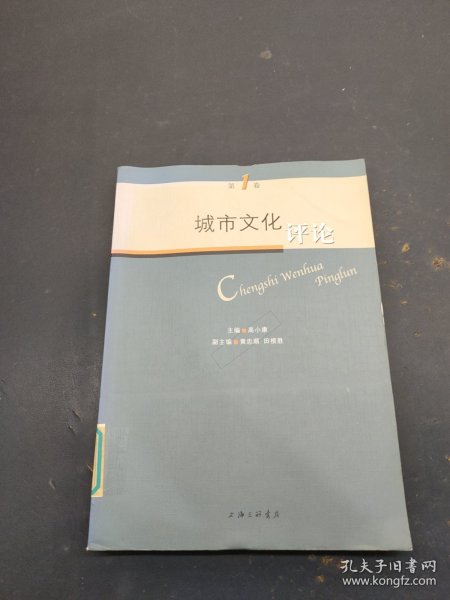 第1卷
城市文化评论
Chengshi Wenhua
Pinglun
主编 高小康
副主编 黄忠顺 田根胜
上海三联书店
孔夫子旧书网
www.kongfz.com